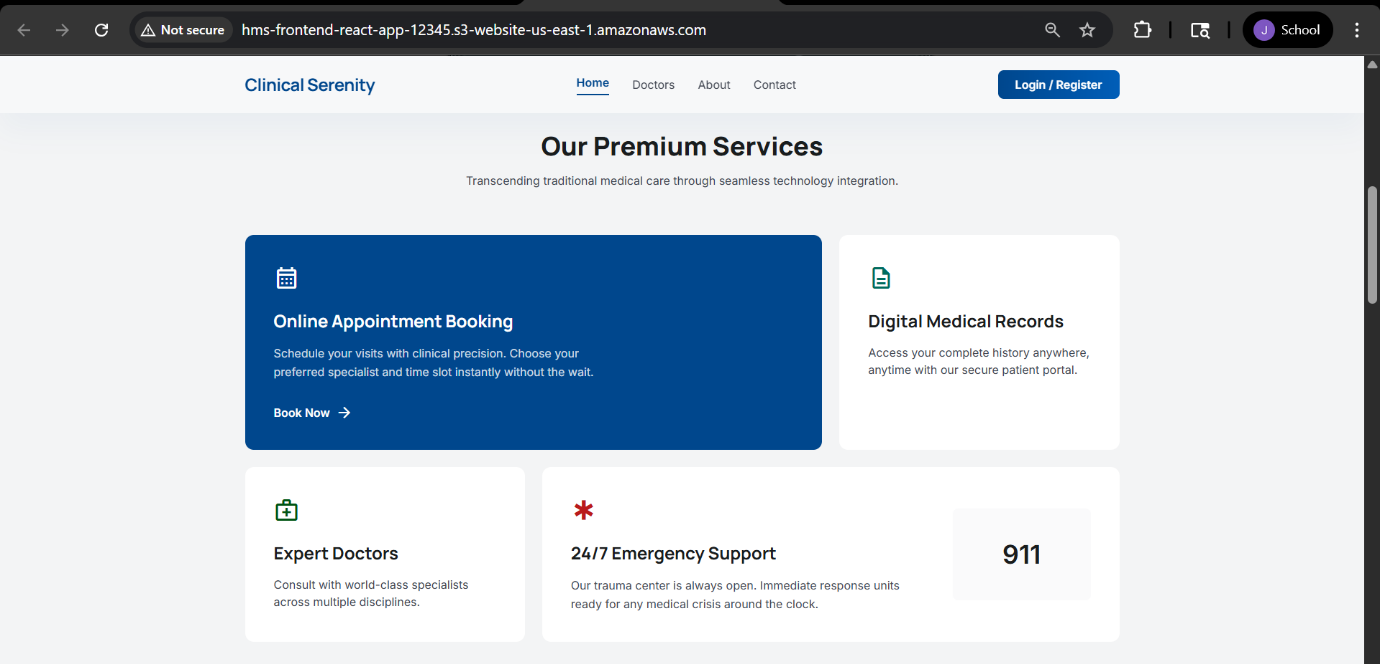 Not secure
hms-frontend-react-app-12345.s3-website-us-east-1.amazonaws.com
J
School
Clinical Serenity
Home
Doctors
About
Contact
Login / Register
Our Premium Services
Transcending traditional medical care through seamless technology integration.
Online Appointment Booking
Schedule your visits with clinical precision. Choose your
preferred specialist and time slot instantly without the wait.
Book Now
Digital Medical Records
Access your complete history anywhere,
anytime with our secure patient portal.
Expert Doctors
Consult with world-class specialists
across multiple disciplines.
24/7 Emergency Support
Our trauma center is always open. Immediate response units
ready for any medical crisis around the clock.
911